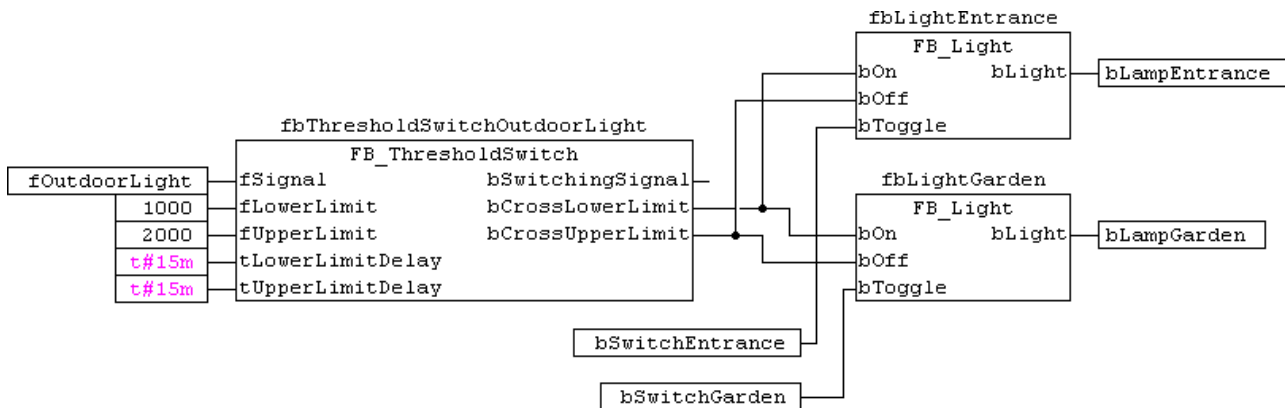 fbLightEntrance
FB_Light
bOn bLight bLampEntrance
bOff
bToggle
fbThresholdSwitchOutdoorLight
FB_ThresholdSwitch
fOutdoorLight fSignal bSwitchingSignal
1000 fLowerLimit bCrossLowerLimit
2000 fUpperLimit bCrossUpperLimit
t#15m tLowerLimitDelay
t#15m tUpperLimitDelay
fbLightGarden
FB_Light
bOn bLight bLampGarden
bOff
bToggle
bSwitchEntrance
bSwitchGarden